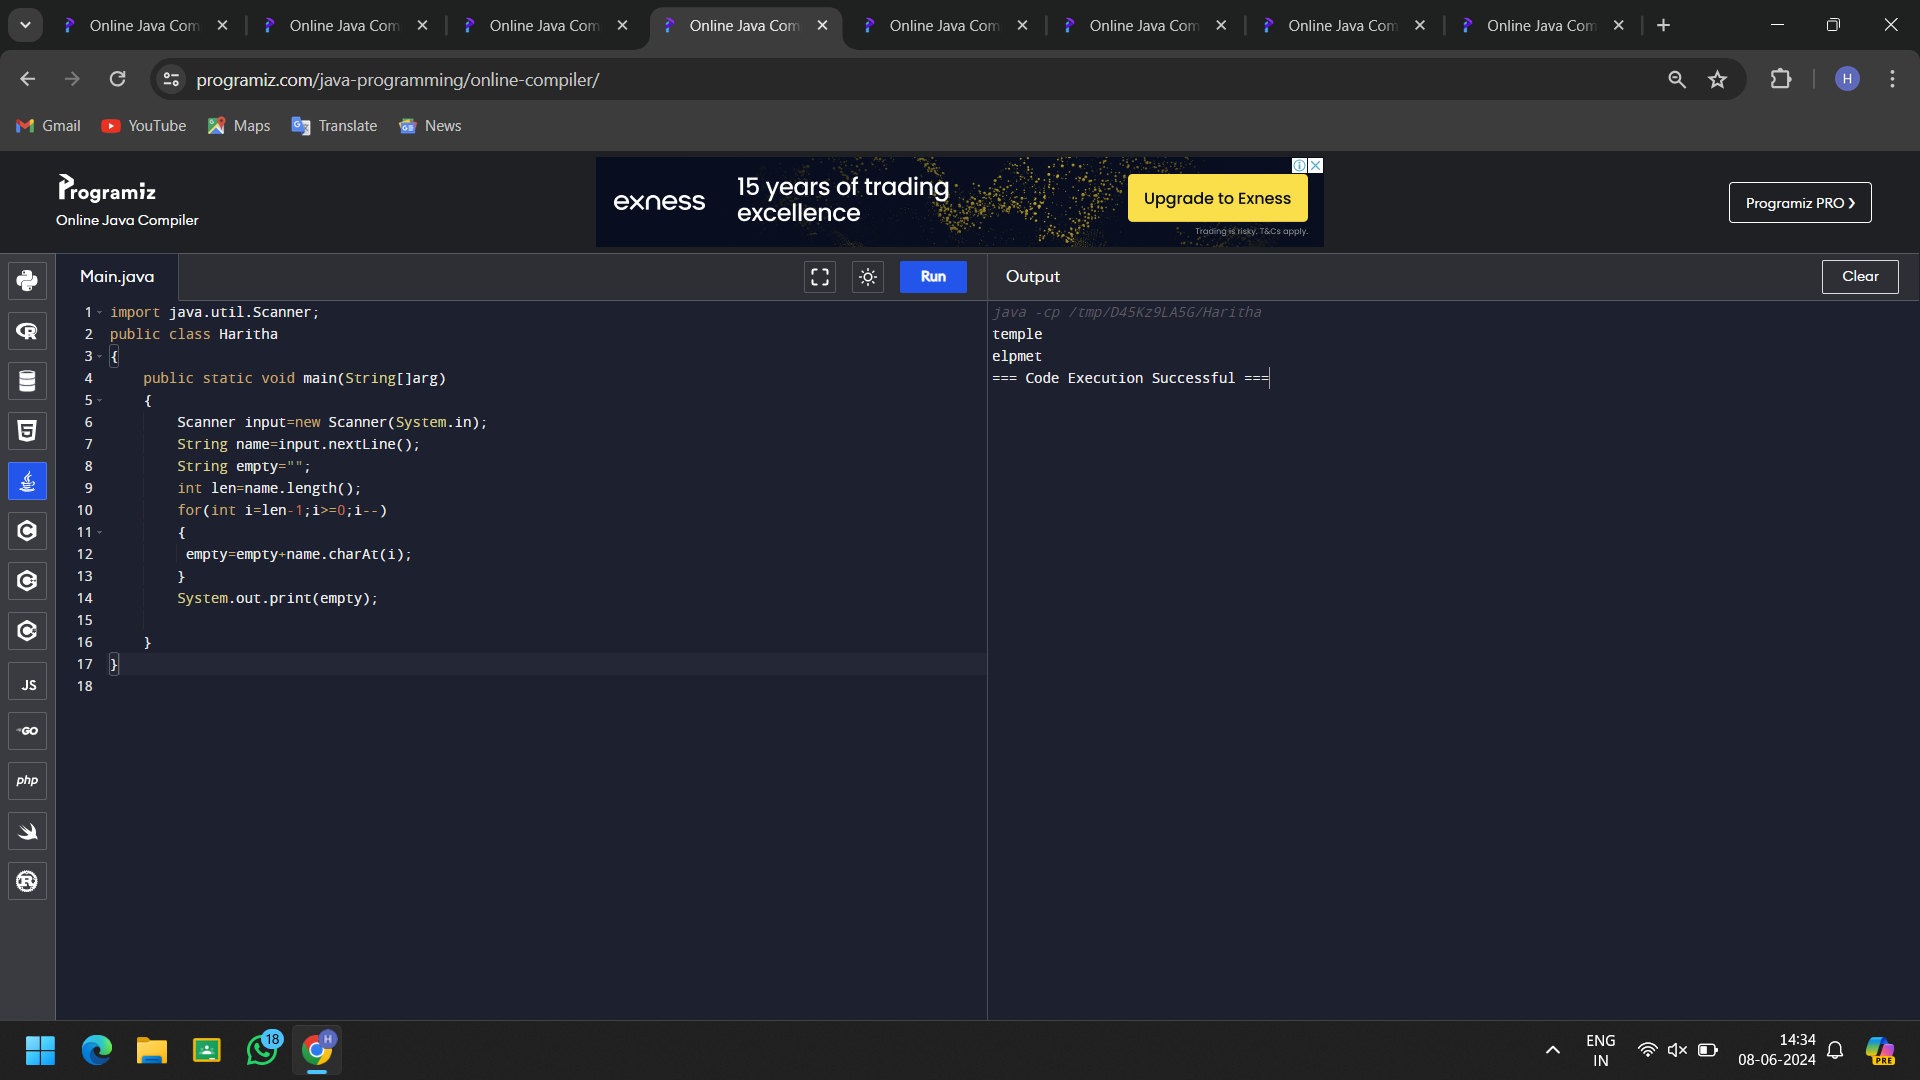 Online Java Com
Online Java Com
Online Java Com
Online Java Com
Online Java Com
Online Java Com
Online Java Com
Online Java Com
programiz.com/java-programming/online-compiler/
H
Gmail
YouTube
Maps
Translate
News
Programiz
Online Java Compiler
exness
15 years of trading
excellence
Upgrade to Exness
Trading is risky. T&Cs apply.
Programiz PRO
Main.java
Run
Output
Clear
1 import java.util.Scanner;
2 public class Haritha
3 {
4 public static void main(String[]arg)
5 {
6 Scanner input=new Scanner(System.in);
7 String name=input.nextLine();
8 String empty="";
9 int len=name.length();
10 for(int i=len-1;i>=0;i--)
11 {
12 empty=empty+name.charAt(i);
13 }
14 System.out.print(empty);
15
16 }
17 }
18
java -cp /tmp/D45Kz9LA5G/Haritha
temple
elpmet
=== Code Execution Successful ===
JS
GO
php
18
H
ENG
IN
14:34
08-06-2024
PRE